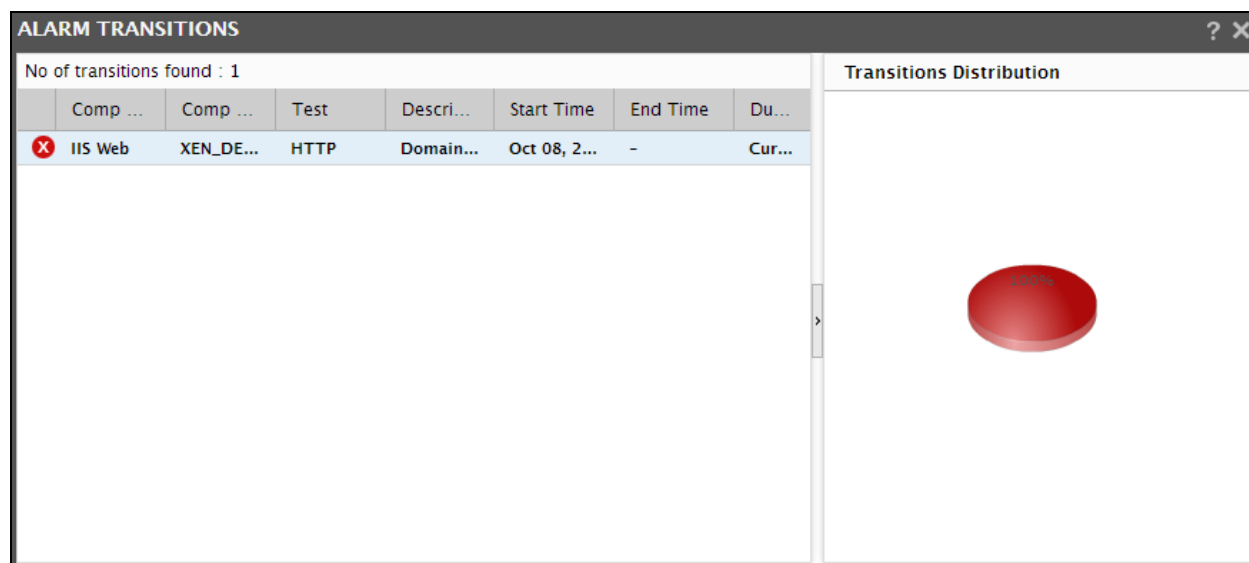 ALARM TRANSITIONS ? X
No of transitions found : 1
Comp ... Comp ... Test Descri... Start Time End Time Du...
IIS Web XEN_DE... HTTP Domain... Oct 08, 2... - Cur...
Transitions Distribution
100%